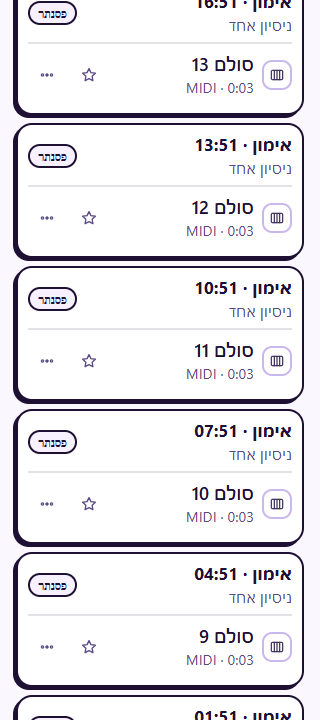 אימון · 16:51
פסנתר
ניסיון אחד
סולם 13
MIDI · 0:03
אימון · 13:51
פסנתר
ניסיון אחד
סולם 12
MIDI · 0:03
אימון · 10:51
פסנתר
ניסיון אחד
סולם 11
MIDI · 0:03
אימון · 07:51
פסנתר
ניסיון אחד
סולם 10
MIDI · 0:03
אימון · 04:51
פסנתר
ניסיון אחד
סולם 9
MIDI · 0:03
אימון · 01:51